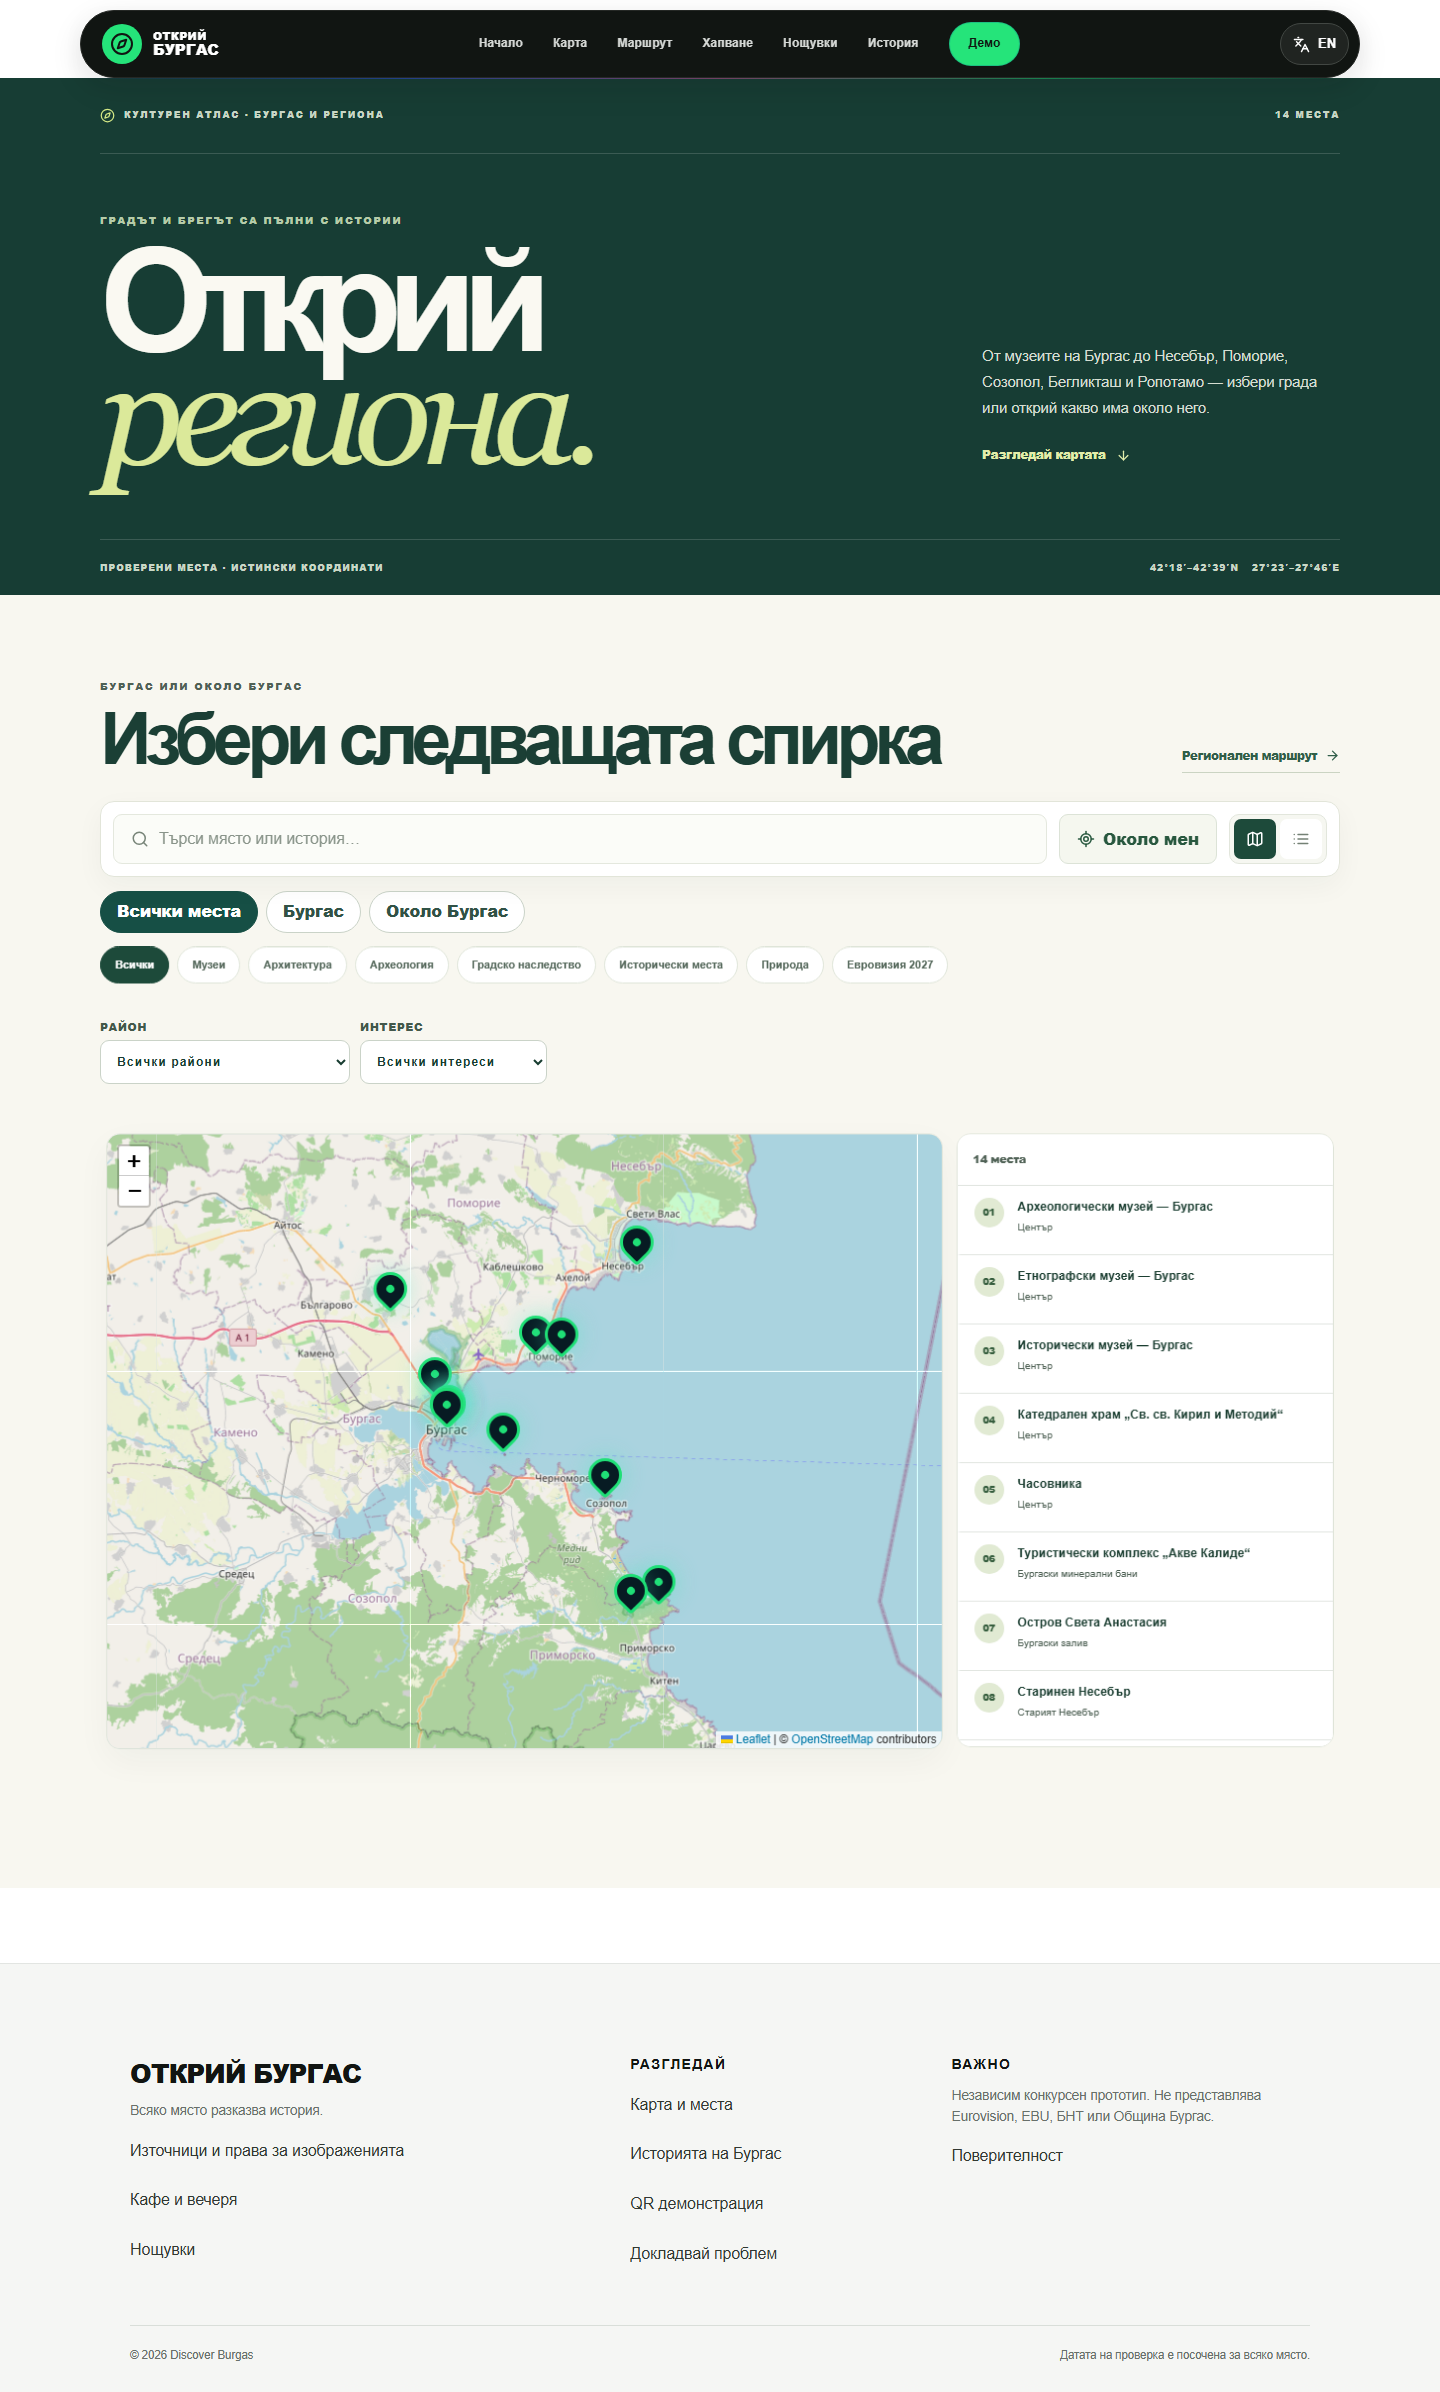 ОТКРИЙ
БУРГАС
Начало
Карта
Маршрут
Хапване
Нощувки
История
Демо
EN
КУЛТУРЕН АТЛАС · БУРГАС И РЕГИОНА
14 МЕСТА
ГРАДЪТ И БРЕГЪТ СА ПЪЛНИ С ИСТОРИИ
Открий
региона.
От музеите на Бургас до Несебър, Поморие,
Созопол, Бегликташ и Ропотамо — избери града
или открий какво има около него.
Разгледай картата
ПРОВЕРЕНИ МЕСТА · ИСТИНСКИ КООРДИНАТИ
42°18′–42°39′N 27°23′–27°46′E
БУРГАС ИЛИ ОКОЛО БУРГАС
Избери следващата спирка
Регионален маршрут
Търси място или история…
Около мен
Всички места
Бургас
Около Бургас
Всички
Музеи
Архитектура
Археология
Градско наследство
Исторически места
Природа
Евровизия 2027
РАЙОН
ИНТЕРЕС
Всички райони
Всички интереси
+
−
Несебър
Поморие
Айтос
Свети Влас
Каблешково
Несебър
Ахелой
Българово
A 1
Камено
Поморие
Бургас
Камено
Бургас
Черноморе
Созопол
Медни
рид
Средец
Созопол
Приморско
Приморско
Средец
Китен
Leaflet | © OpenStreetMap contributors
14 места
01
Археологически музей — Бургас
Център
02
Етнографски музей — Бургас
Център
03
Исторически музей — Бургас
Център
04
Катедрален храм „Св. св. Кирил и Методий“
Център
05
Часовника
Център
06
Туристически комплекс „Акве Калиде“
Бургаски минерални бани
07
Остров Света Анастасия
Бургаски залив
08
Старинен Несебър
Старият Несебър
ОТКРИЙ БУРГАС
Всяко място разказва история.
Източници и права за изображенията
Кафе и вечеря
Нощувки
РАЗГЛЕДАЙ
Карта и места
Историята на Бургас
QR демонстрация
Докладвай проблем
ВАЖНО
Независим конкурсен прототип. Не представлява
Eurovision, EBU, БНТ или Община Бургас.
Поверителност
© 2026 Discover Burgas
Датата на проверка е посочена за всяко място.